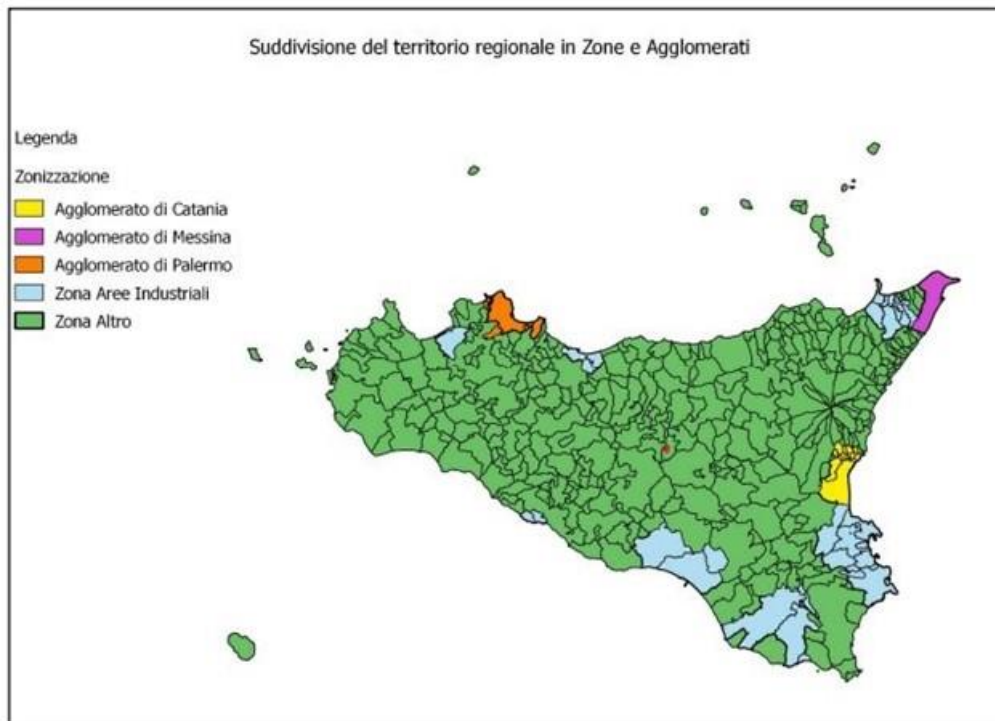 Suddivisione del territorio regionale in Zone e Agglomerati
Legenda
Zonizzazione
Agglomerato di Catania
Agglomerato di Messina
Agglomerato di Palermo
Zona Aree Industriali
Zona Altro